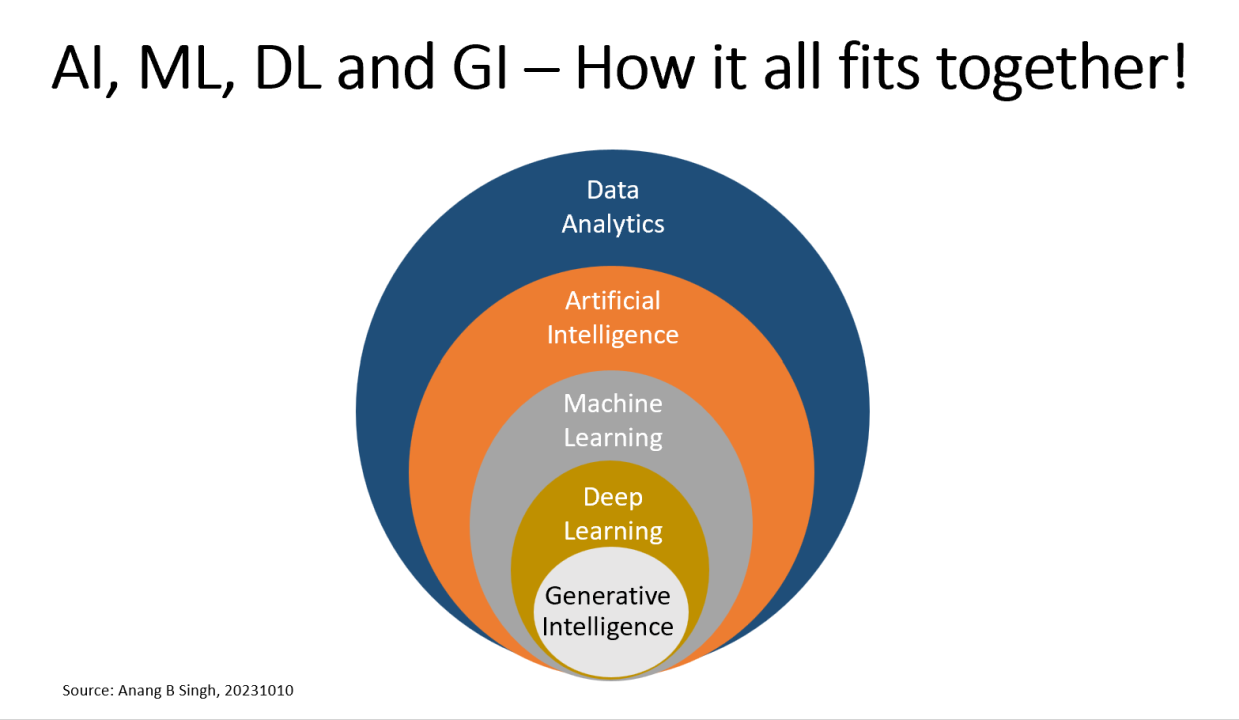 AI, ML, DL and GI – How it all fits together!
Data
Analytics
Artificial
Intelligence
Machine
Learning
Deep
Learning
Generative
Intelligence
Source: Anang B Singh, 20231010